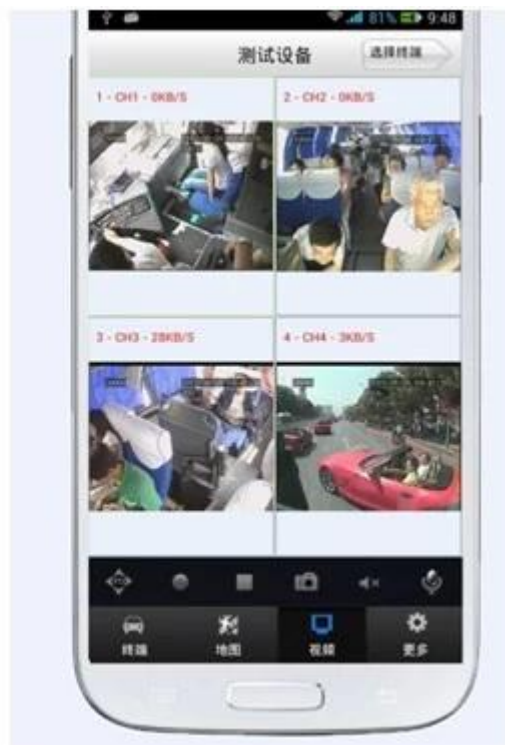 81% 9:48
测试设备 选择终端
1 - CH1 - 0KB/S 2 - CH2 - 0KB/S
3 - CH3 - 28KB/S 4 - CH4 - 3KB/S
终端 地图 视频 更多